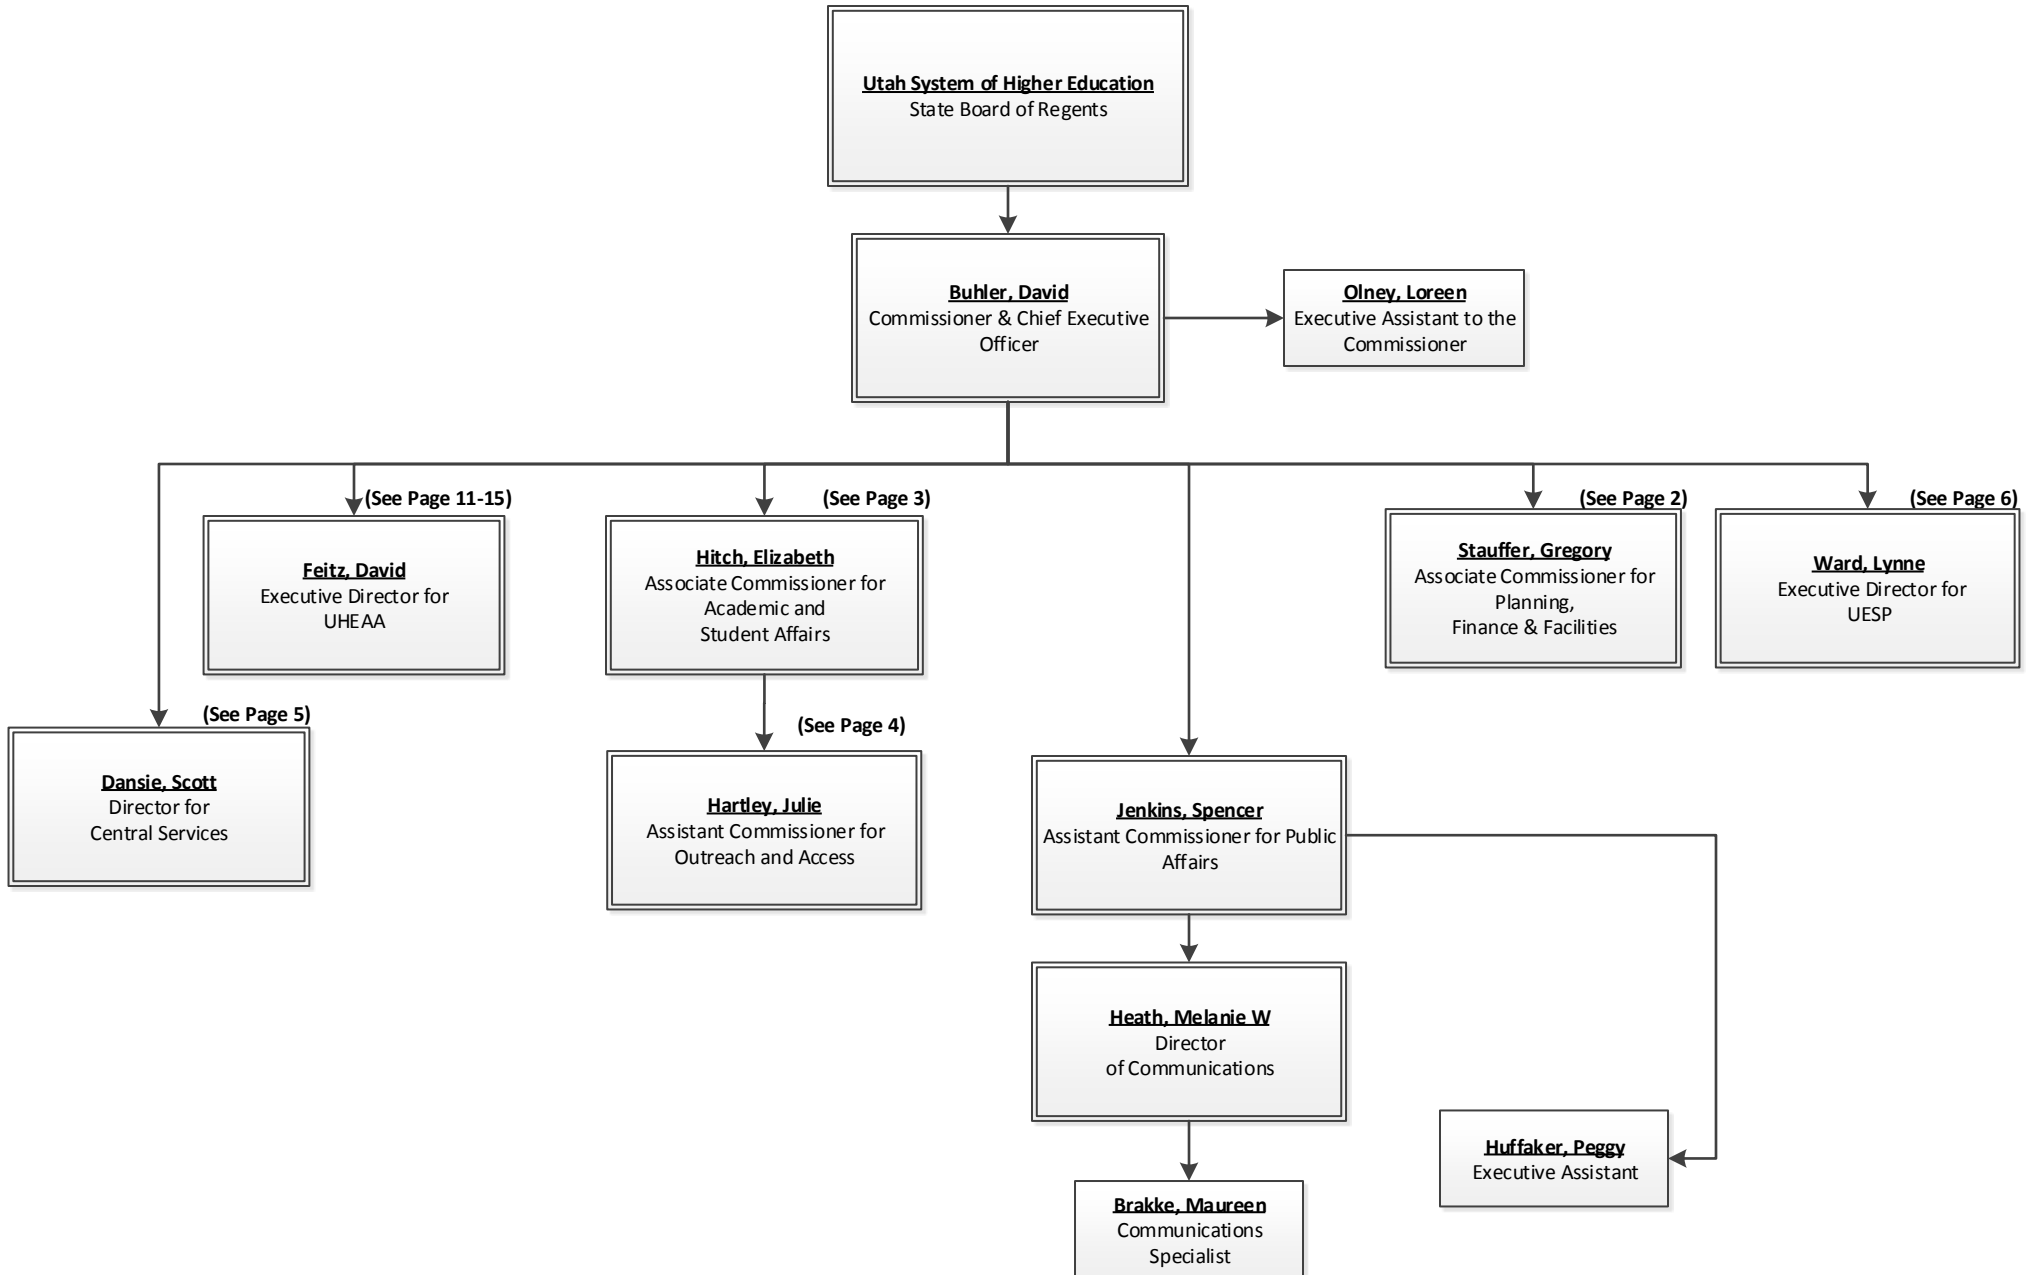 Utah System of Higher Education
State Board of Regents
Buhler, David
Commissioner & Chief Executive
Officer
Olney, Loreen
Executive Assistant to the
Commissioner
(See Page 11-15)
Feitz, David
Executive Director for
UHEAA
(See Page 3)
Hitch, Elizabeth
Associate Commissioner for
Academic and
Student Affairs
(See Page 2)
Stauffer, Gregory
Associate Commissioner for
Planning,
Finance & Facilities
(See Page 6)
Ward, Lynne
Executive Director for
UESP
(See Page 5)
Dansie, Scott
Director for
Central Services
(See Page 4)
Hartley, Julie
Assistant Commissioner for
Outreach and Access
Jenkins, Spencer
Assistant Commissioner for Public
Affairs
Heath, Melanie W
Director
of Communications
Huffaker, Peggy
Executive Assistant
Brakke, Maureen
Communications
Specialist